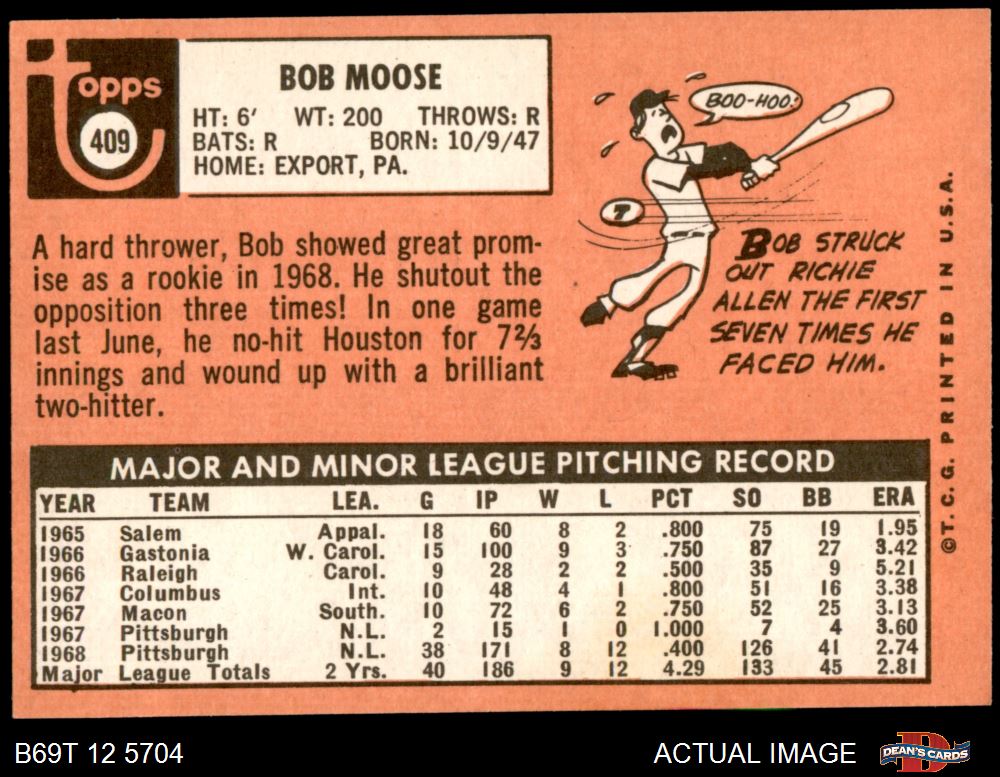 topps
409
BOB MOOSE
HT: 6' WT: 200 THROWS: R
BATS: R BORN: 10/9/47
HOME: EXPORT, PA.
A hard thrower, Bob showed great prom-
ise as a rookie in 1968. He shutout the
opposition three times! In one game
last June, he no-hit Houston for 7⅔
innings and wound up with a brilliant
two-hitter.
BOO-HOO!
7
BOB STRUCK
OUT RICHIE
ALLEN THE FIRST
SEVEN TIMES HE
FACED HIM.
©T.C.G. PRINTED IN U.S.A.
MAJOR AND MINOR LEAGUE PITCHING RECORD
YEAR TEAM LEA. G IP W L PCT SO BB ERA
1965 Salem Appal. 18 60 8 2 .800 75 19 1.95
1966 Gastonia W. Carol. 15 100 9 3 .750 87 27 3.42
1966 Raleigh Carol. 9 28 2 2 .500 35 9 5.21
1967 Columbus Int. 10 48 4 1 .800 51 16 3.38
1967 Macon South. 10 72 6 2 .750 52 25 3.13
1967 Pittsburgh N.L. 2 15 1 0 1.000 7 4 3.60
1968 Pittsburgh N.L. 38 171 8 12 .400 126 41 2.74
Major League Totals 2 Yrs. 40 186 9 12 4.29 133 45 2.81
B69T 12 5704
ACTUAL IMAGE
DEAN'S CARDS